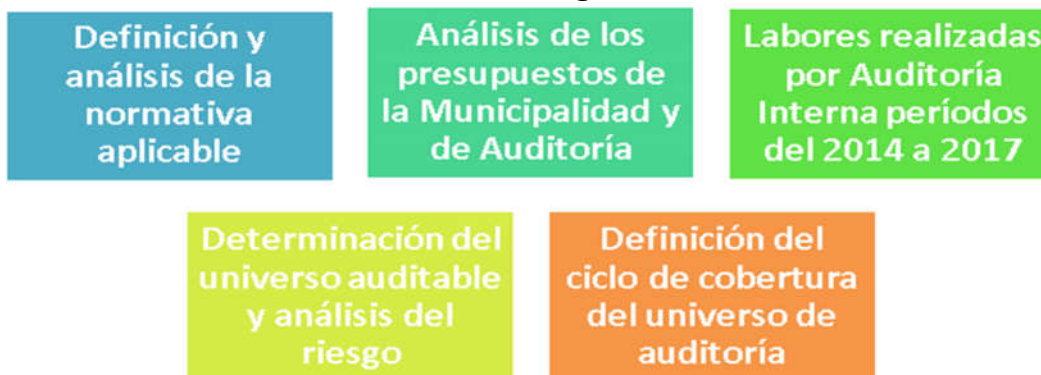 Definición y
análisis de la
normativa
aplicable
Análisis de los
presupuestos de
la Municipalidad y
de Auditoría
Labores realizadas
por Auditoría
Interna períodos
del 2014 a 2017
Determinación del
universo auditable
y análisis del
riesgo
Definición del
ciclo de cobertura
del universo de
auditoría